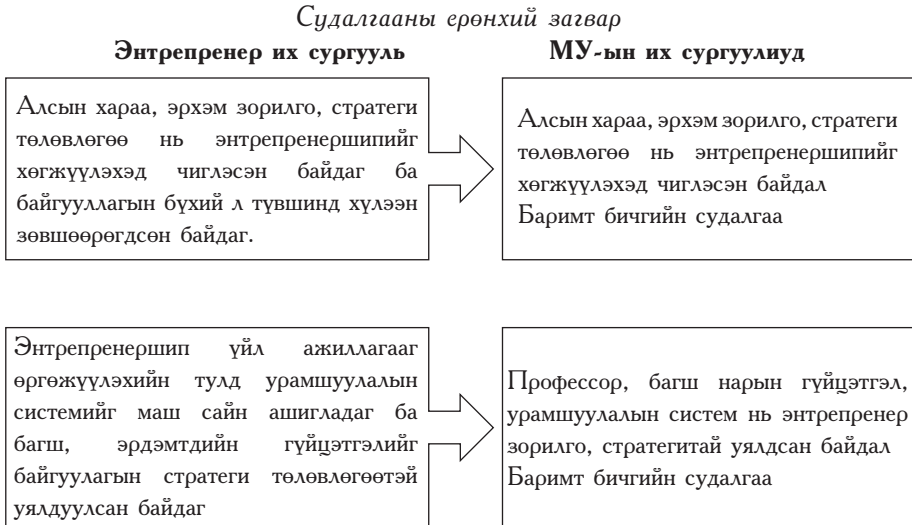 Судалгааны ерөнхий загвар
Энтрепренер их сургууль
МУ-ын их сургуулиуд
Алсын хараа, эрхэм зорилго, стратеги
төлөвлөгөө нь энтрепренершипийг
хөгжүүлэхэд чиглэсэн байдаг ба
байгууллагын бүхий л түвшинд хүлээн
зөвшөөрөгдсөн байдаг.
Алсын хараа, эрхэм зорилго, стратеги
төлөвлөгөө нь энтрепренершипийг
хөгжүүлэхэд чиглэсэн байдал
Баримт бичгийн судалгаа
Энтрепренершип үйл ажиллагааг
өргөжүүлэхийн тулд урамшуулалын
системийг маш сайн ашигладаг ба
багш, эрдэмтдийн гүйцэтгэлийг
байгуулагын стратеги төлөвлөгөөтэй
уялдуулсан байдаг
Профессор, багш нарын гүйцэтгэл,
урамшуулалын систем нь энтрепренер
зорилго, стратегитай уялдсан байдал
Баримт бичгийн судалгаа